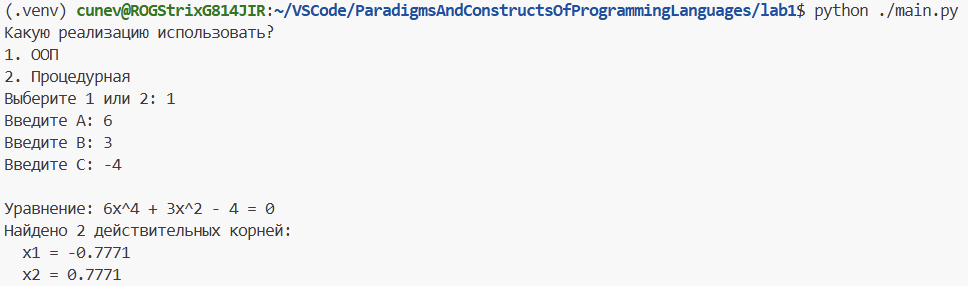 (.venv) cunev@ROGStrixG814JIR:~/VSCode/ParadigmsAndConstructsOfProgrammingLanguages/lab1$ python ./main.py
Какую реализацию использовать?
1. ООП
2. Процедурная
Выберите 1 или 2: 1
Введите A: 6
Введите B: 3
Введите C: -4
Уравнение: 6x^4 + 3x^2 - 4 = 0
Найдено 2 действительных корней:
x1 = -0.7771
x2 = 0.7771